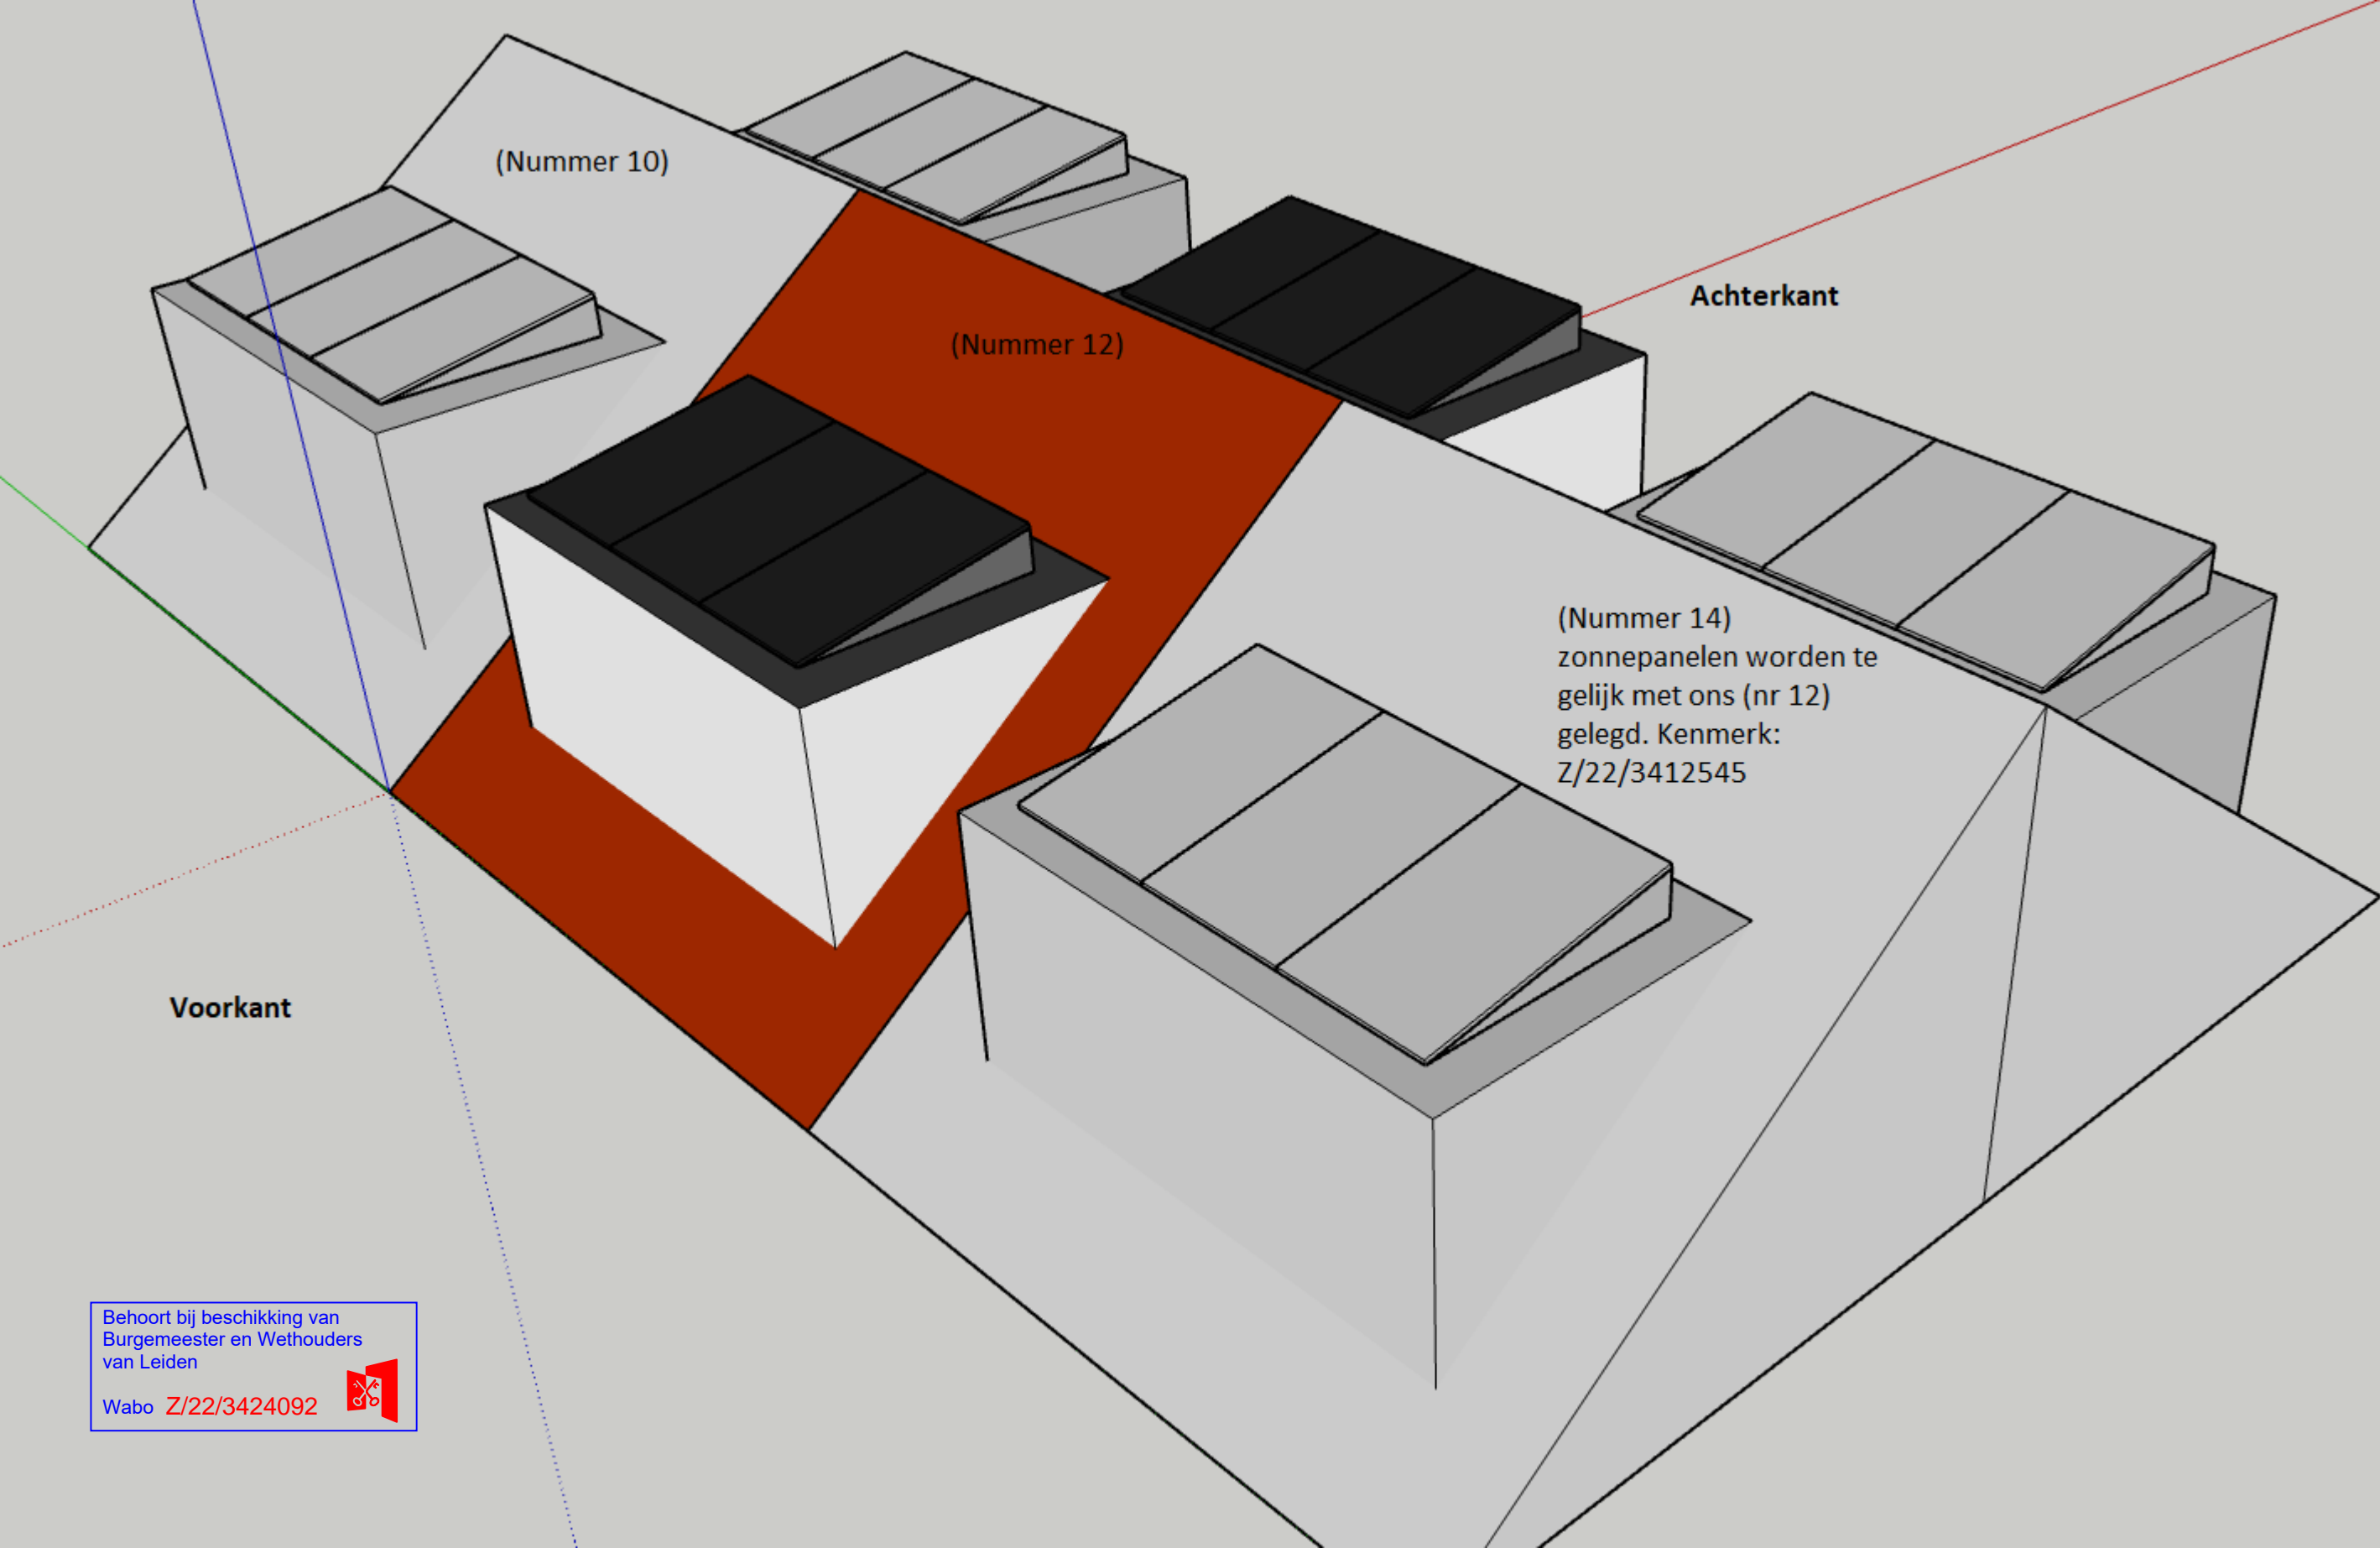 (Nummer 10)
Achterkant
(Nummer 12)
(Nummer 14)
zonnepanelen worden te
gelijk met ons (nr 12)
gelegd. Kenmerk:
Z/22/3412545
Voorkant
Behoort bij beschikking van
Burgemeester en Wethouders
van Leiden
Wabo Z/22/3424092